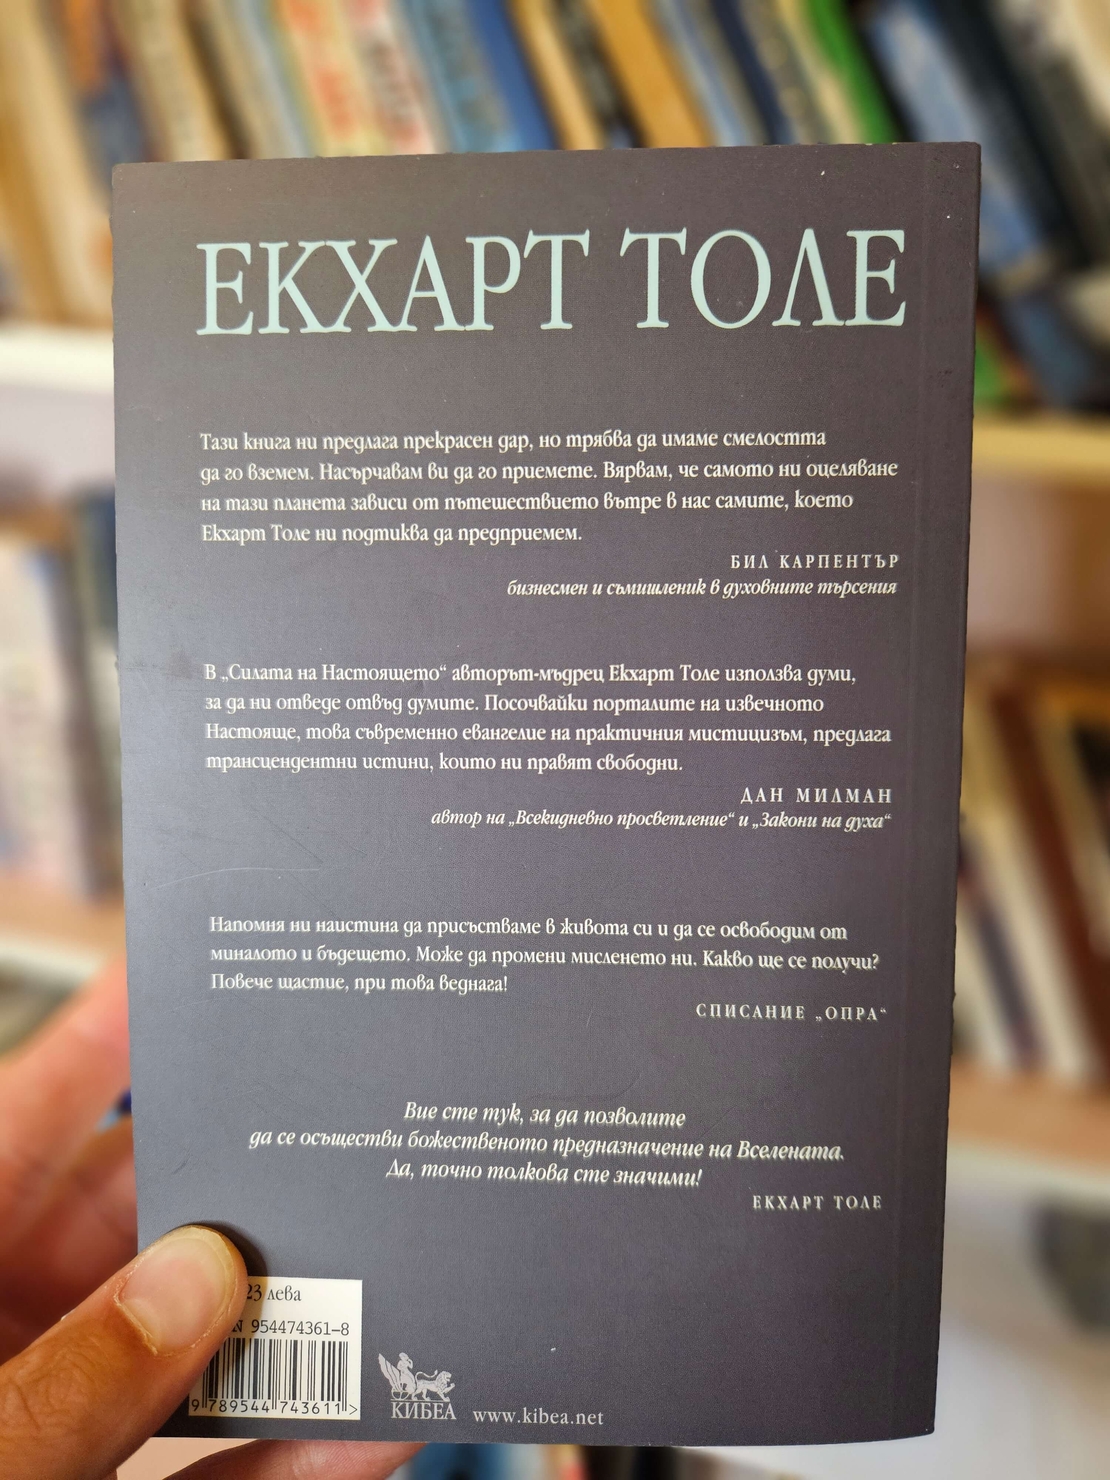 ЕКХАРТ ТОЛЕ
Тази книга ни предлага прекрасен дар, но трябва да имаме смелостта
да го вземем. Насърчавам ви да го приемете. Вярвам, че самото ни оцеляване
на тази планета зависи от пътешествието вътре в нас самите, което
Екхарт Толе ни подтиква да предприемем.
БИЛ КАРПЕНТЪР
бизнесмен и съмишленик в духовните търсения
В „Силата на Настоящето“ авторът-мъдрец Екхарт Толе използва думи,
за да ни отведе отвъд думите. Посочвайки порталите на извечното
Настояще, това съвременно евангелие на практичния мистицизъм, предлага
трансцендентни истини, които ни правят свободни.
ДАН МИЛМАН
автор на „Всекидневно просветление“ и „Закони на духа“
Напомня ни наистина да присъстваме в живота си и да се освободим от
миналото и бъдещето. Може да промени мисленето ни. Какво ще се получи?
Повече щастие, при това веднага!
СПИСАНИЕ „ОПРА“
Вие сте тук, за да позволите
да се осъществи божественото предназначение на Вселената.
Да, точно толкова сте значими!
ЕКХАРТ ТОЛЕ
23 лева
954474361-8
9 789544 743611 >
КИБЕА www.kibea.net